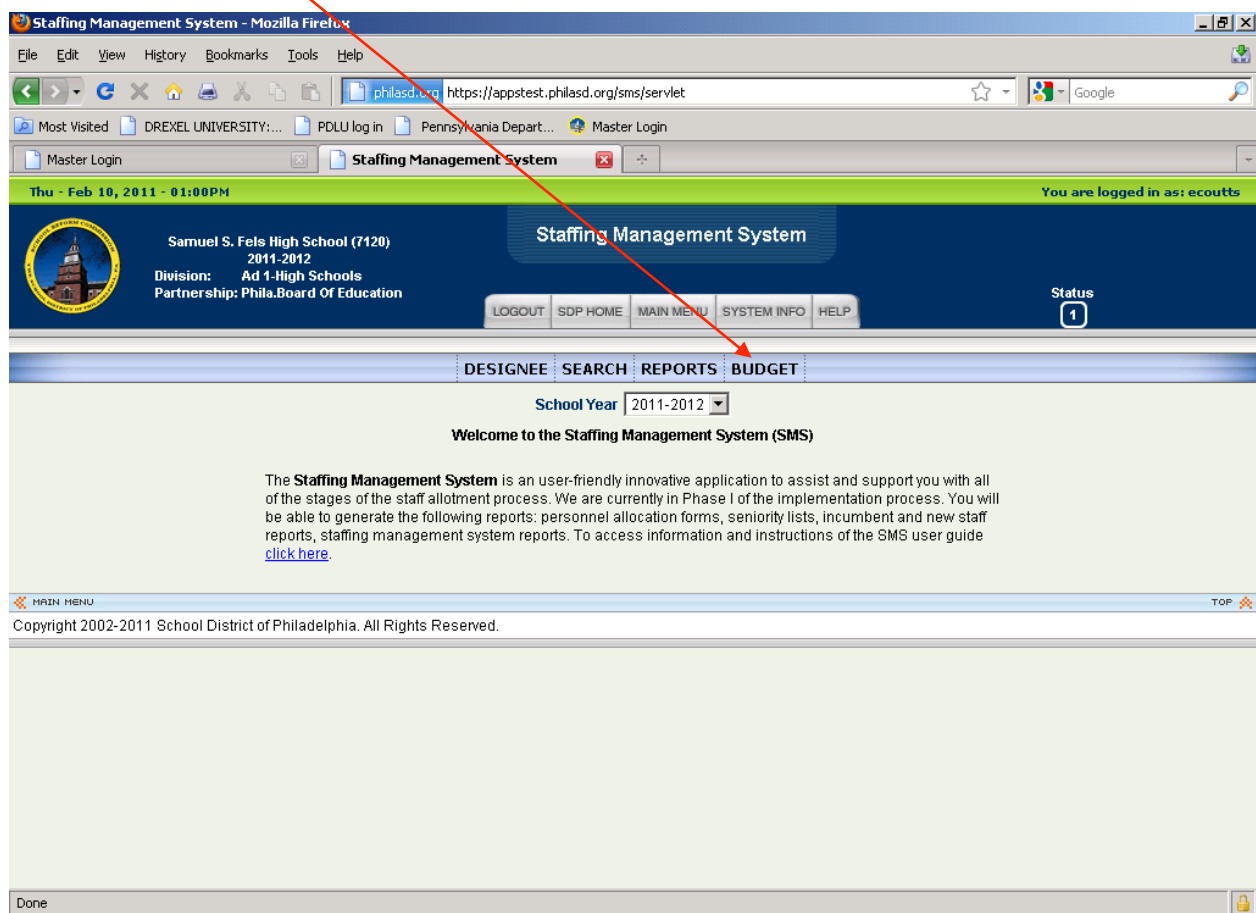 Staffing Management System - Mozilla Firefox
File Edit View History Bookmarks Tools Help
philasd.org https://appstest.philasd.org/sms/servlet Google
Most Visited DREXEL UNIVERSITY:... PDLU log in Pennsylvania Depart... Master Login
Master Login Staffing Management System
Thu - Feb 10, 2011 - 01:00PM You are logged in as: ecoutts
Staffing Management System
Samuel S. Fels High School (7120)
2011-2012
Division: Ad 1-High Schools
Partnership: Phila.Board Of Education
Status
LOGOUT SDP HOME MAIN MENU SYSTEM INFO HELP 1
DESIGNEE SEARCH REPORTS BUDGET
School Year 2011-2012
Welcome to the Staffing Management System (SMS)
The Staffing Management System is an user-friendly innovative application to assist and support you with all
of the stages of the staff allotment process. We are currently in Phase I of the implementation process. You will
be able to generate the following reports: personnel allocation forms, seniority lists, incumbent and new staff
reports, staffing management system reports. To access information and instructions of the SMS user guide
click here.
MAIN MENU TOP
Copyright 2002-2011 School District of Philadelphia. All Rights Reserved.
Done